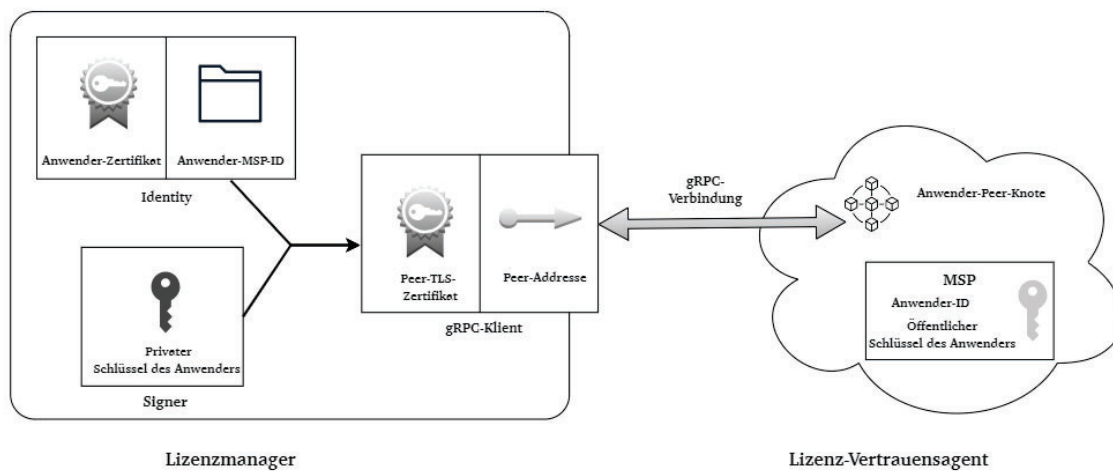 Anwender-Zertifikat
Anwender-MSP-ID
Identity
Privater
Schlüssel des Anwenders
Signer
Peer-TLS-
Zertifikat
Peer-Addresse
gRPC-Klient
gRPC-
Verbindung
Anwender-Peer-Knote
MSP
Anwender-ID
Öffentlicher
Schlüssel des Anwenders
Lizenzmanager
Lizenz-Vertrauensagent